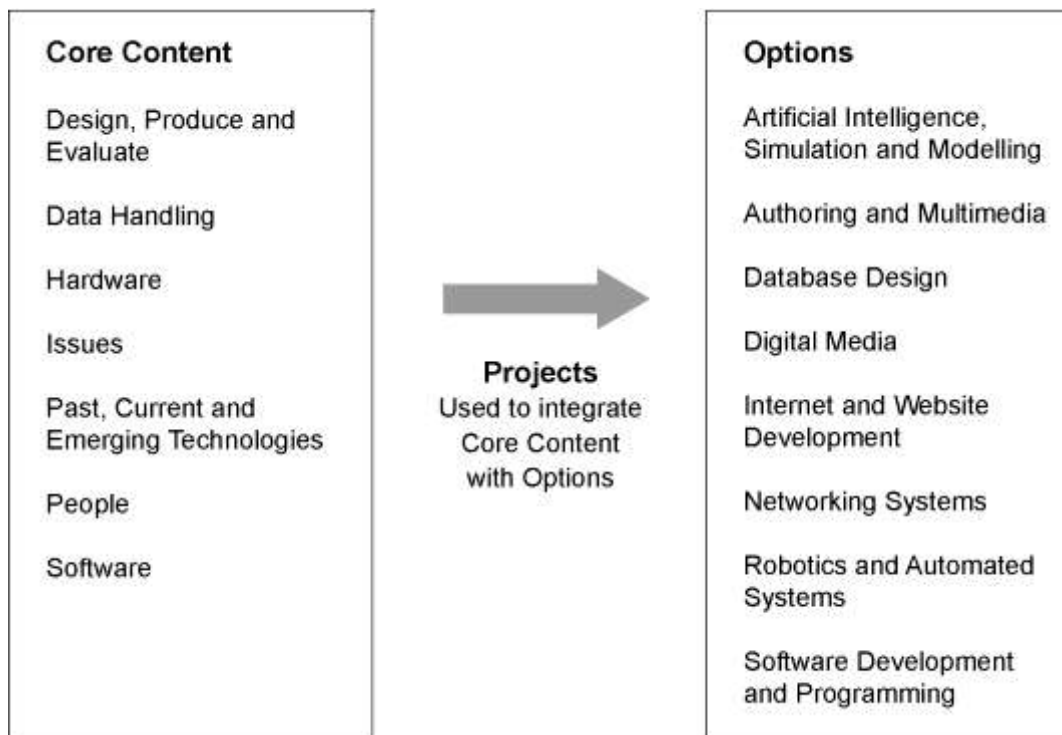 Core Content
Design, Produce and
Evaluate
Data Handling
Hardware
Issues
Past, Current and
Emerging Technologies
People
Software
Projects
Used to integrate
Core Content
with Options
Options
Artificial Intelligence,
Simulation and Modelling
Authoring and Multimedia
Database Design
Digital Media
Internet and Website
Development
Networking Systems
Robotics and Automated
Systems
Software Development
and Programming